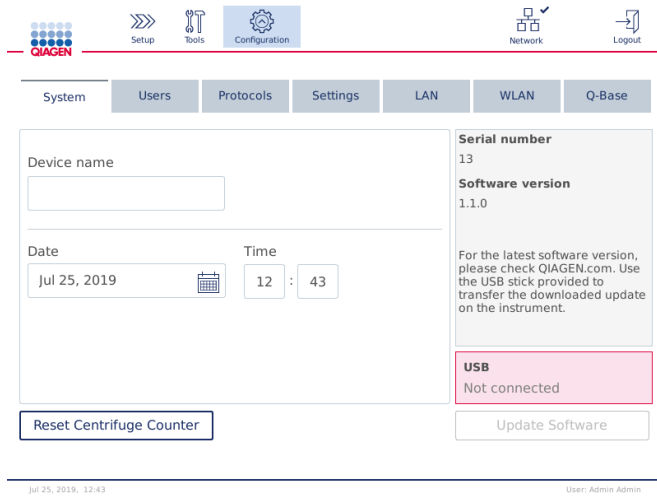 QIAGEN
Setup
Tools
Configuration
Network
Logout
System
Users
Protocols
Settings
LAN
WLAN
Q-Base
Device name
Date
Time
Jul 25, 2019
12 : 43
Serial number
13
Software version
1.1.0
For the latest software version,
please check QIAGEN.com. Use
the USB stick provided to
transfer the downloaded update
on the instrument.
USB
Not connected
Reset Centrifuge Counter
Update Software
Jul 25, 2019, 12:43
User: Admin Admin